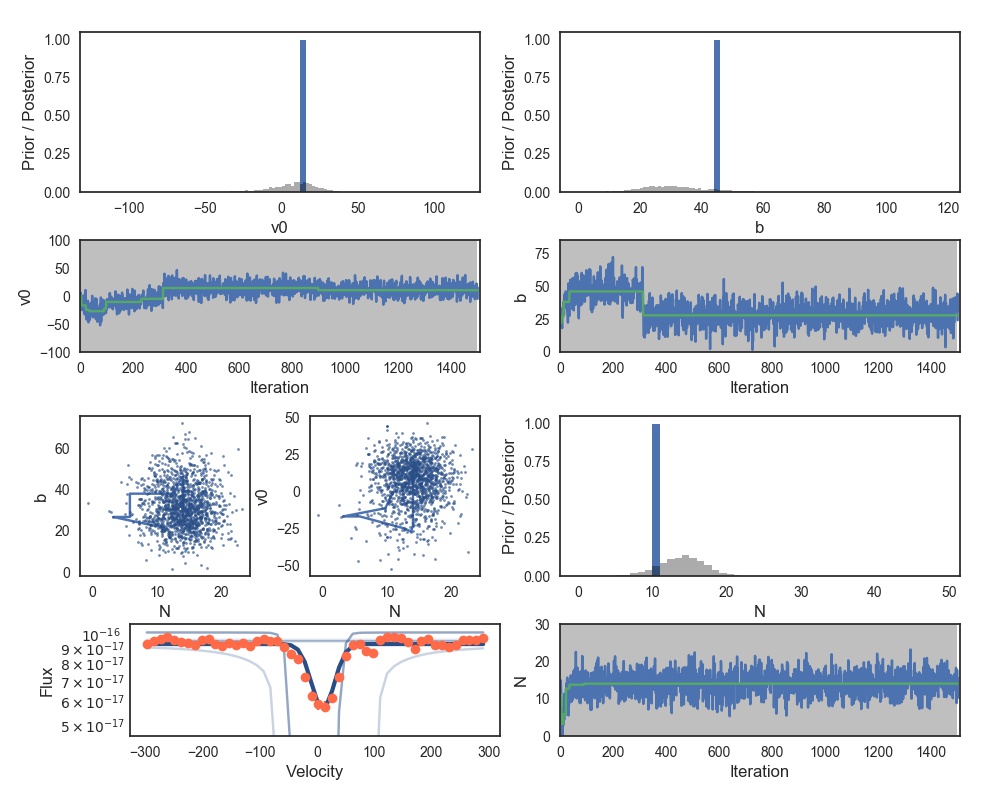 Prior / Posterior
1.00
0.75
0.50
0.25
0.00
−100 −50 0 50 100
v0
Prior / Posterior
1.00
0.75
0.50
0.25
0.00
0 20 40 60 80 100 120
b
v0
100
50
0
−50
−100
0 200 400 600 800 1000 1200 1400
Iteration
b
75
50
25
0
0 200 400 600 800 1000 1200 1400
Iteration
b
60
40
20
0
0 10 20
N
v0
50
25
0
−25
−50
0 10 20
N
Prior / Posterior
1.00
0.75
0.50
0.25
0.00
0 10 20 30 40 50
N
Flux
10⁻¹⁶
9 × 10⁻¹⁷
8 × 10⁻¹⁷
7 × 10⁻¹⁷
6 × 10⁻¹⁷
5 × 10⁻¹⁷
−300 −200 −100 0 100 200 300
Velocity
N
30
20
10
0
0 200 400 600 800 1000 1200 1400
Iteration